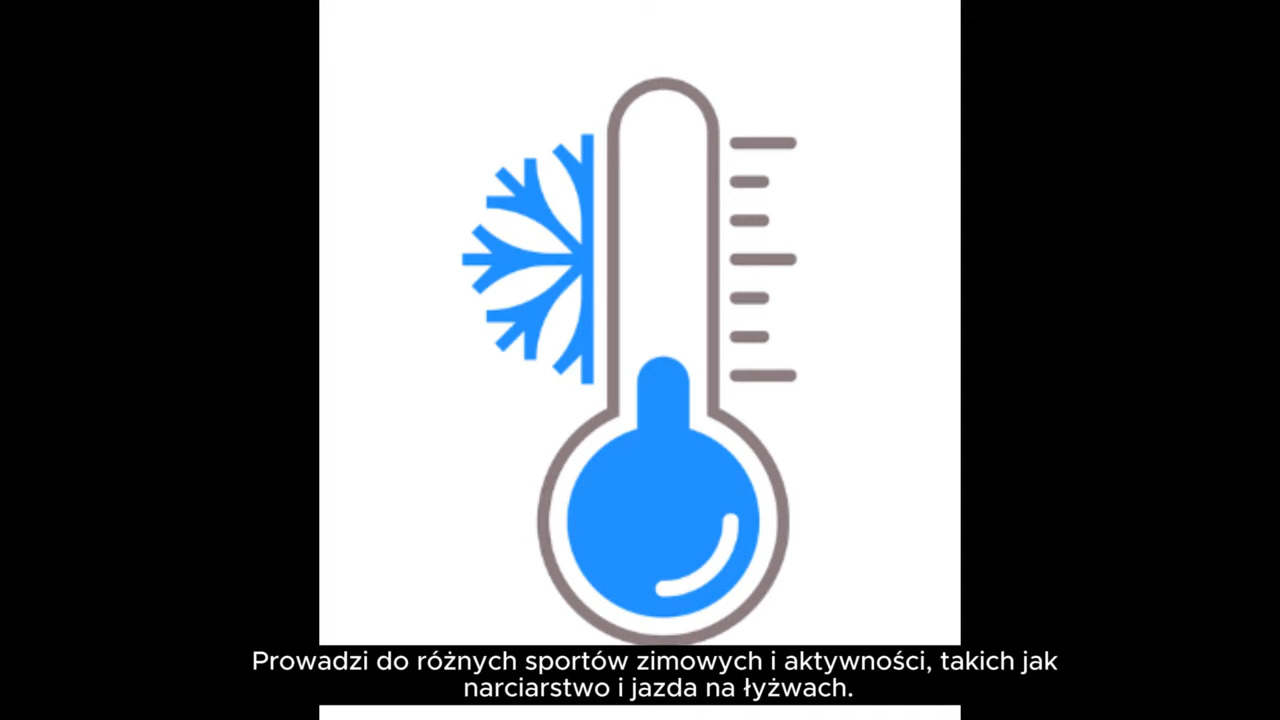 Prowadzi do różnych sportów zimowych i aktywności, takich jak
narciarstwo i jazda na łyżwach.